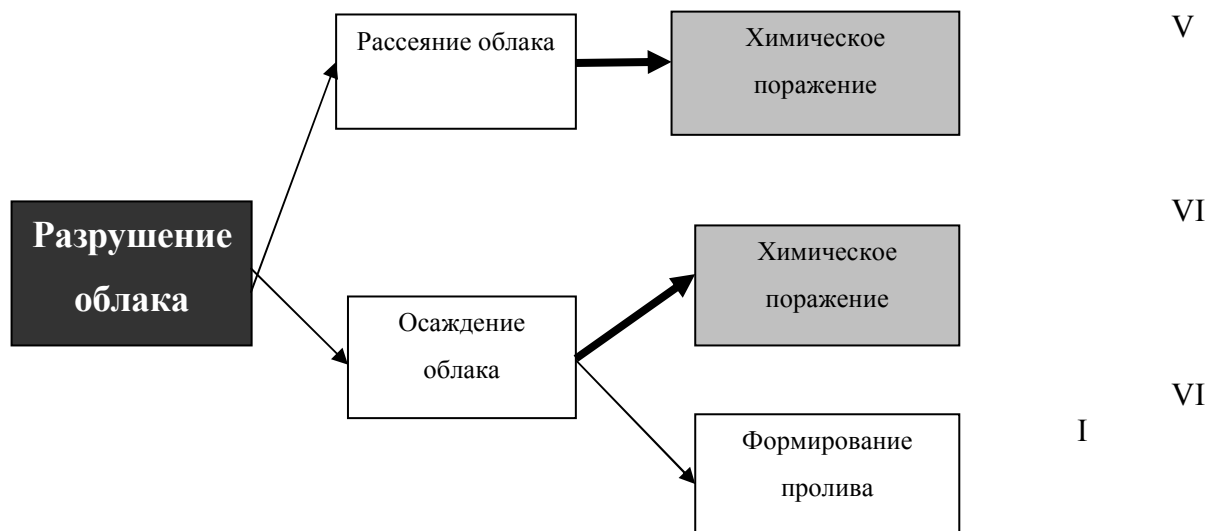 Рассеяние облака
Химическое
поражение
V
Разрушение
облака
Химическое
поражение
VI
Осаждение
облака
Формирование
пролива
VI
I